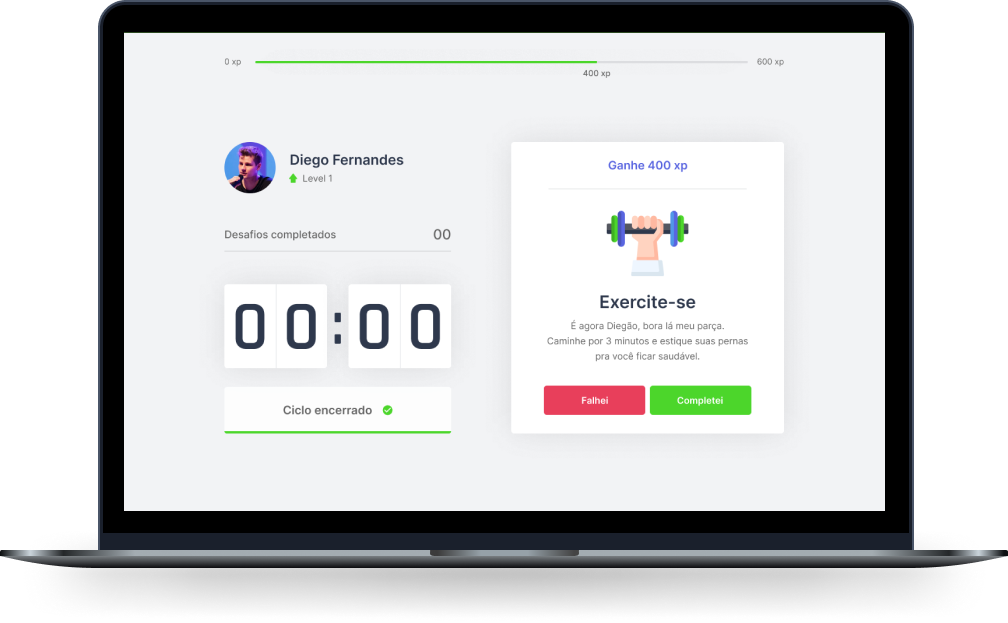 0 xp
600 xp
400 xp
Diego Fernandes
Level 1
Desafios completados 00
00:00
Ciclo encerrado
Ganhe 400 xp
Exercite-se
É agora Diegão, bora lá meu parça.
Caminhe por 3 minutos e estique suas pernas
pra você ficar saudável.
Falhei
Completei